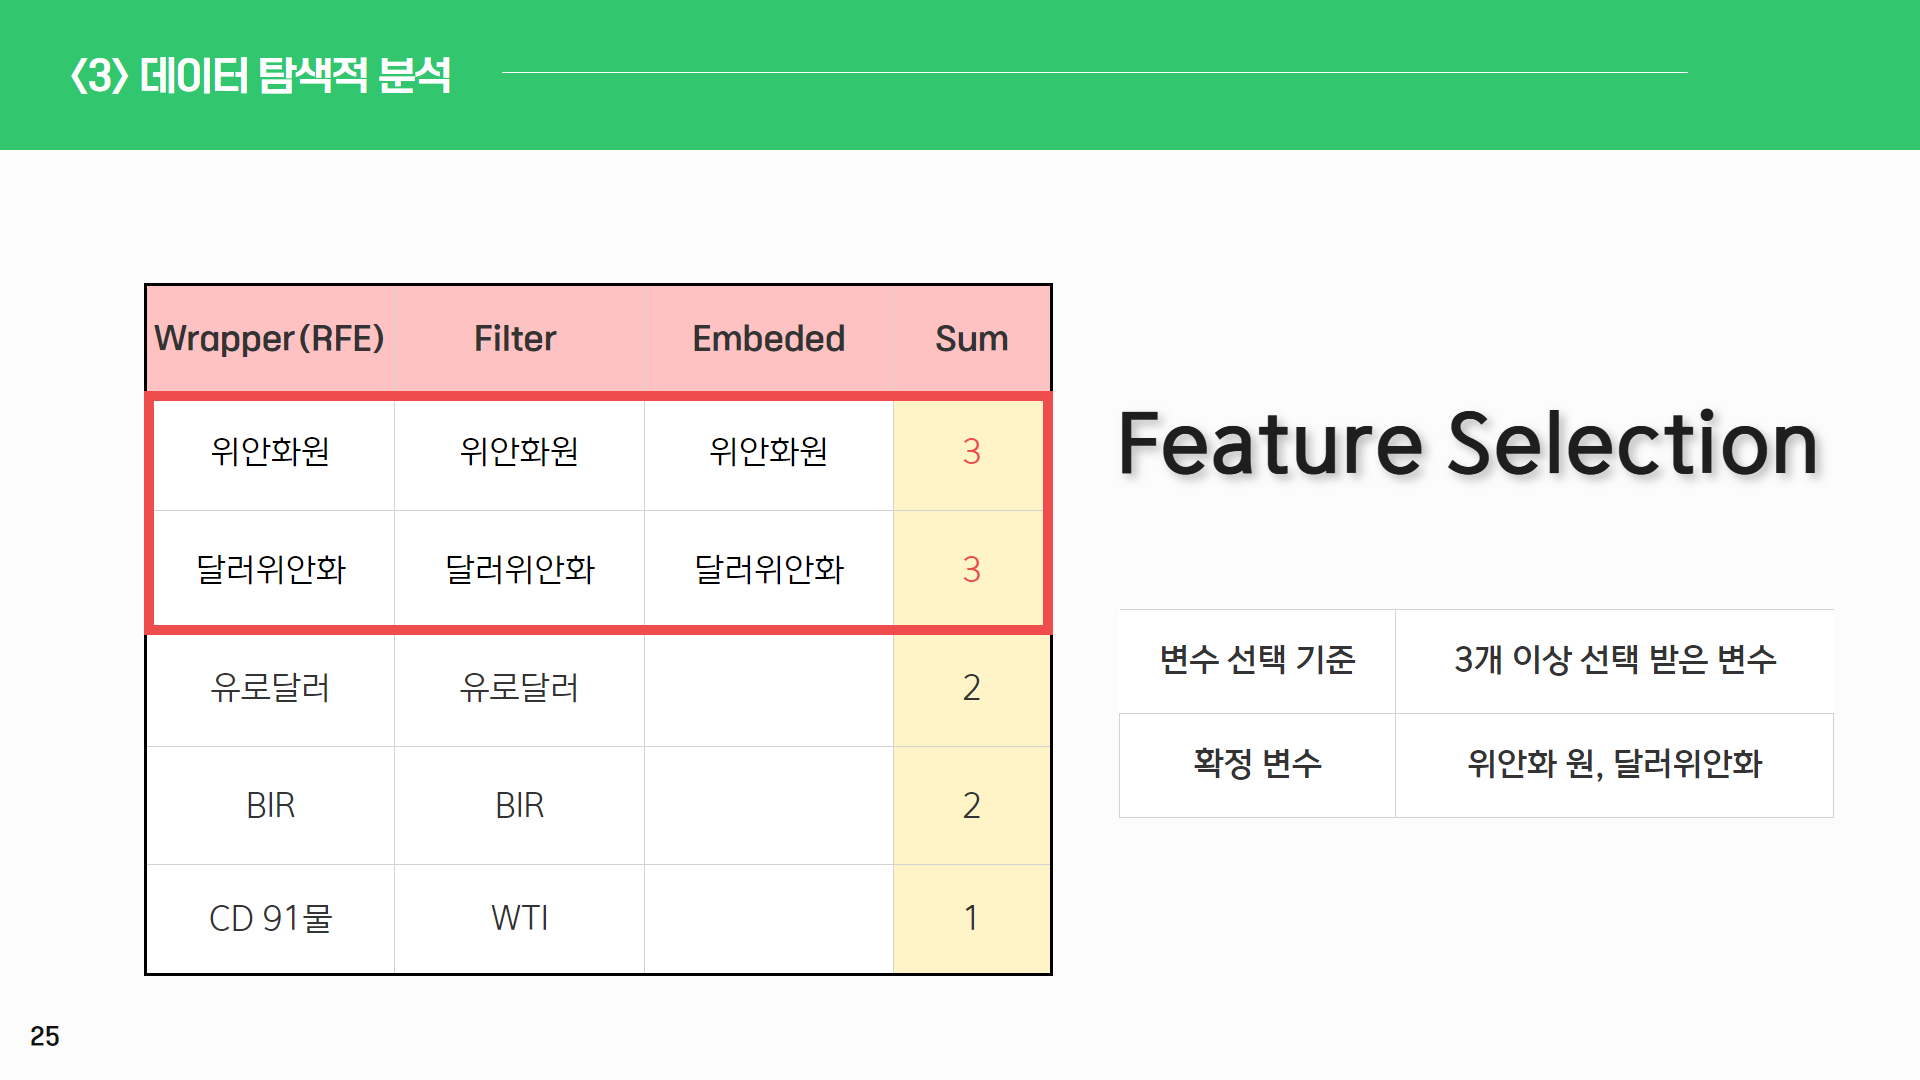 <3> 데이터 탐색적 분석
Wrapper(RFE) Filter Embeded Sum
위안화원 위안화원 위안화원 3
달러위안화 달러위안화 달러위안화 3
유로달러 유로달러 2
BIR BIR 2
CD 91물 WTI 1
Feature Selection
변수 선택 기준 3개 이상 선택 받은 변수
확정 변수 위안화 원, 달러위안화
25